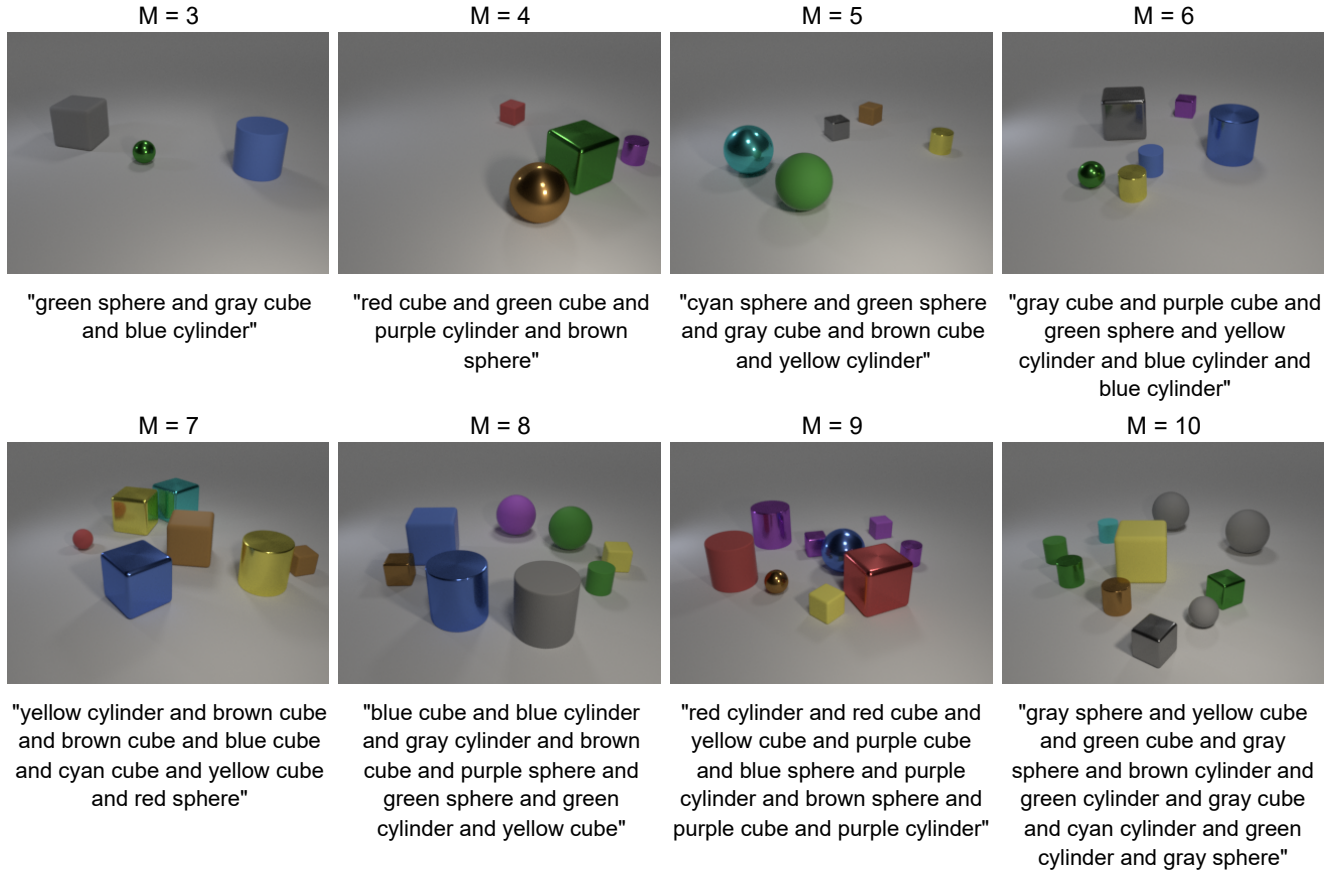 M = 3
M = 4
M = 5
M = 6
"green sphere and gray cube
and blue cylinder"
"red cube and green cube and
purple cylinder and brown
sphere"
"cyan sphere and green sphere
and gray cube and brown cube
and yellow cylinder"
"gray cube and purple cube and
green sphere and yellow
cylinder and blue cylinder and
blue cylinder"
M = 7
M = 8
M = 9
M = 10
"yellow cylinder and brown cube
and brown cube and blue cube
and cyan cube and yellow cube
and red sphere"
"blue cube and blue cylinder
and gray cylinder and brown
cube and purple sphere and
green sphere and green
cylinder and yellow cube"
"red cylinder and red cube and
yellow cube and purple cube
and blue sphere and purple
cylinder and brown sphere and
purple cube and purple cylinder"
"gray sphere and yellow cube
and green cube and gray
sphere and brown cylinder and
green cylinder and gray cube
and cyan cylinder and green
cylinder and gray sphere"